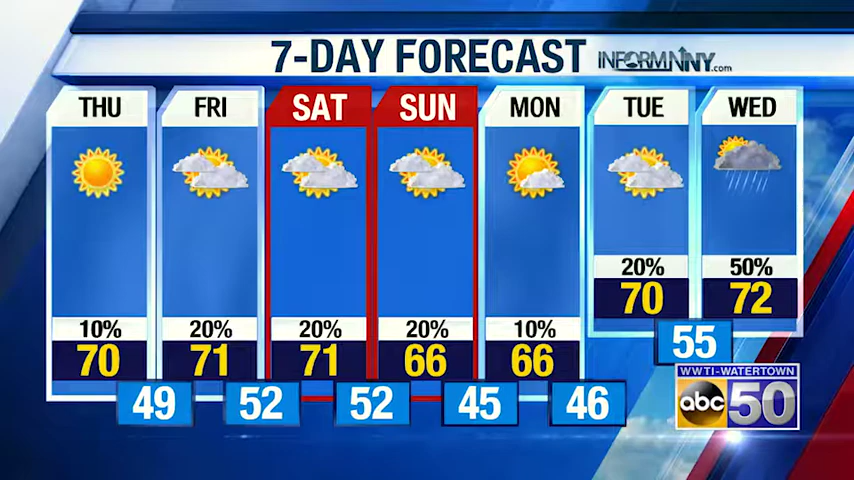 7-DAY FORECAST INFORMNNY.com
THU FRI SAT SUN MON TUE WED
20% 50%
70 72
10% 20% 20% 20% 10%
70 71 71 66 66
55
49 52 52 45 46
WWTI-WATERTOWN
abc 50